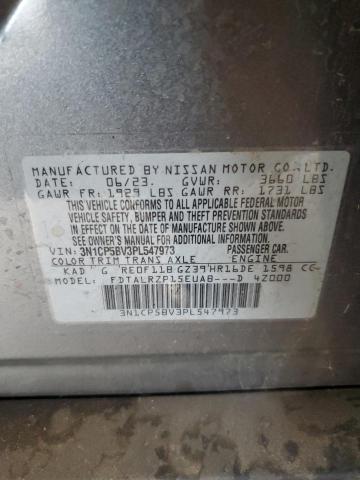 MANUFACTURED BY NISSAN MOTOR CO., LTD.
DATE: 06/23. GVWR: 3660 LBS
GAWR FR: 1929 LBS GAWR RR: 1731 LBS
THIS VEHICLE CONFORMS TO ALL APPLICABLE FEDERAL MOTOR
VEHICLE SAFETY, BUMPER AND THEFT PREVENTION STANDARDS
IN EFFECT ON THE DATE OF MANUFACTURE SHOWN ABOVE.
SEE OWNER'S MANUAL FOR ADDITIONAL INFORMATION.
VIN: 3N1CP5BV3PL547973 PASSENGER CAR.
COLOR TRIM TRANS AXLE ENGINE
KAD G RE0F11B GZ39 HR16DE 1598 CC
MODEL: FDTALRZP15EUA8---D 4Z000
3N1CP5BV3PL547973